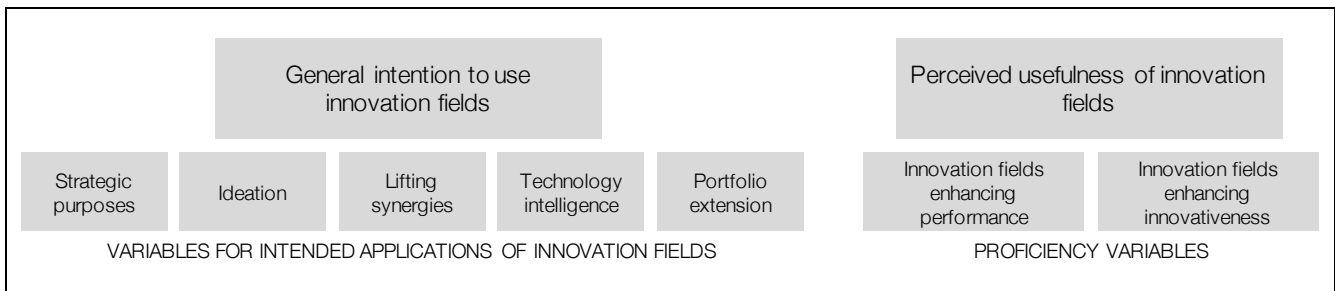 General intention to use
innovation fields
Perceived usefulness of innovation
fields
Strategic
purposes
Ideation
Lifting
synergies
Technology
intelligence
Portfolio
extension
Innovation fields
enhancing
performance
Innovation fields
enhancing
innovativeness
VARIABLES FOR INTENDED APPLICATIONS OF INNOVATION FIELDS
PROFICIENCY VARIABLES